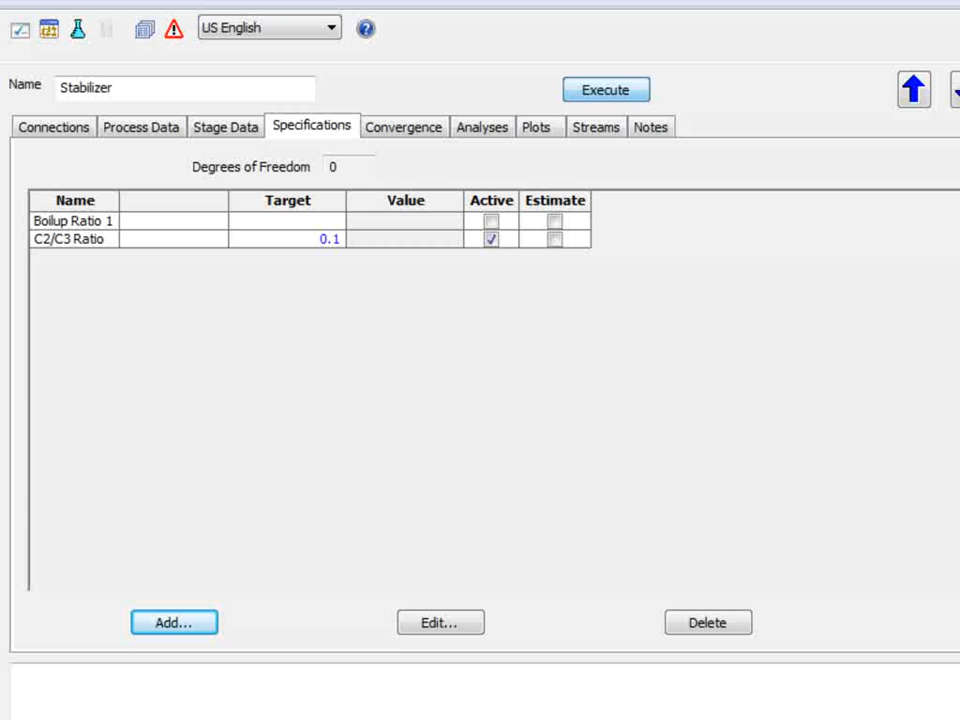 US English
Name Stabilizer Execute
Connections Process Data Stage Data Specifications Convergence Analyses Plots Streams Notes
Degrees of Freedom 0
Name Target Value Active Estimate
Boilup Ratio 1
C2/C3 Ratio 0.1
Add... Edit... Delete